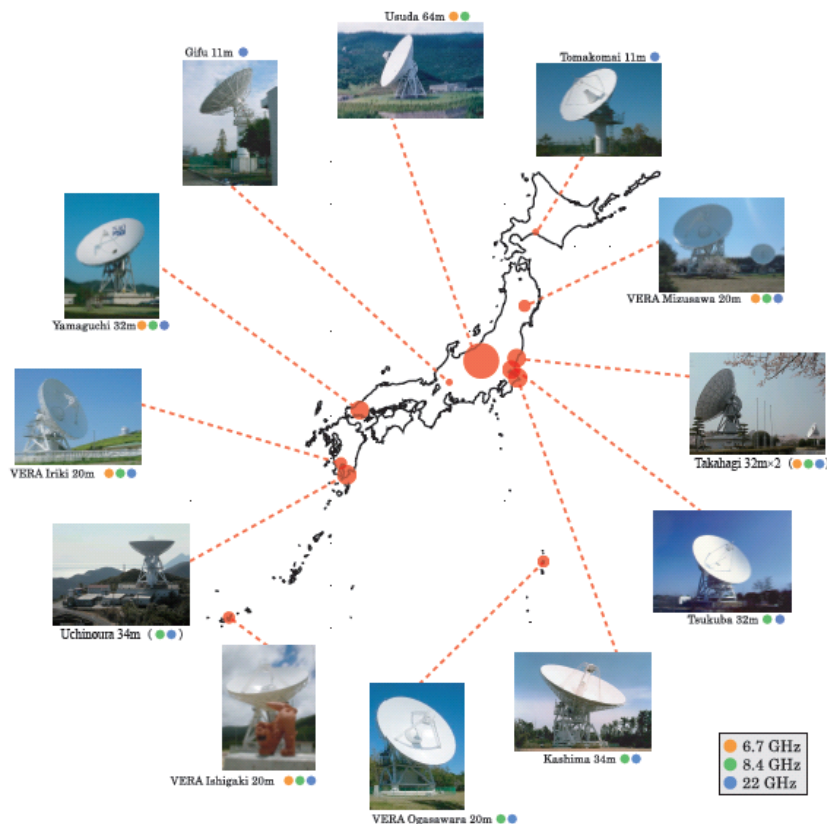 Usuda 64m
Gifu 11m
Tomakomai 11m
Yamaguchi 32m
VERA Mizusawa 20m
VERA Iriki 20m
Takahagi 32m×2 ( )
Uchinoura 34m ( )
Tsukuba 32m
VERA Ishigaki 20m
Kashima 34m
VERA Ogasawara 20m
6.7 GHz
8.4 GHz
22 GHz